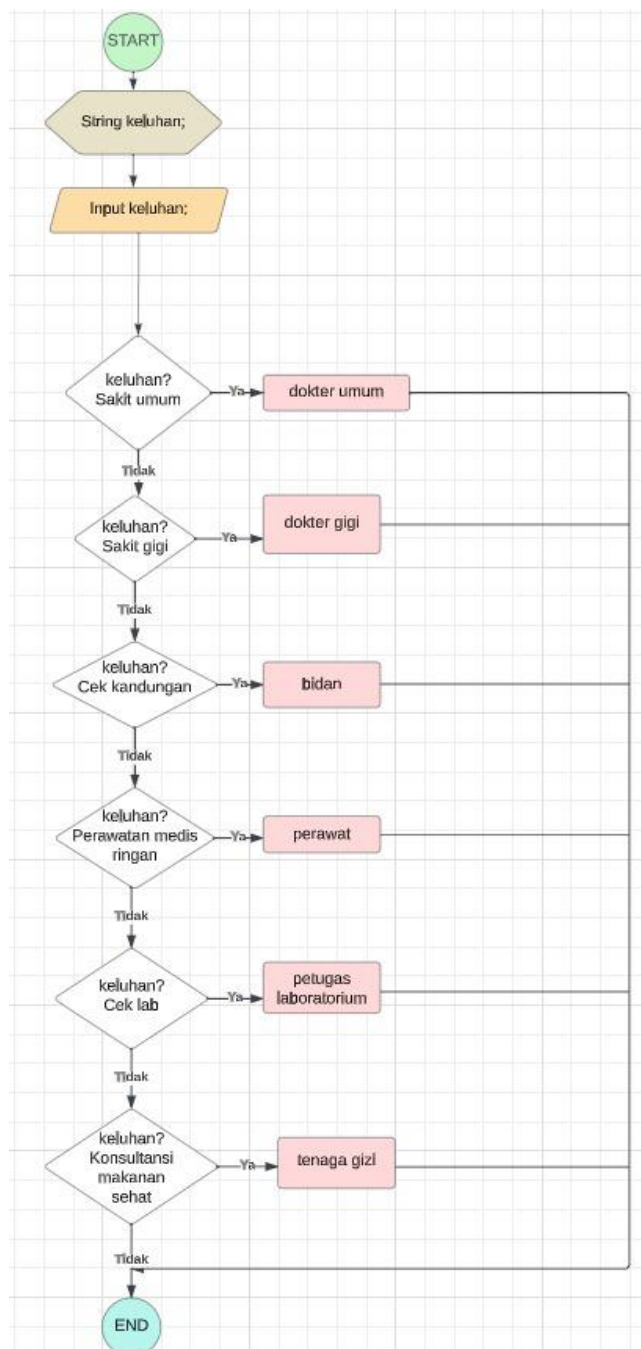 START
String keluhan;
Input keluhan;
keluhan?
Sakit umum
Ya
dokter umum
Tidak
keluhan?
Sakit gigi
Ya
dokter gigi
Tidak
keluhan?
Cek kandungan
Ya
bidan
Tidak
keluhan?
Perawatan medis
ringan
Ya
perawat
Tidak
keluhan?
Cek lab
Ya
petugas
laboratorium
Tidak
keluhan?
Konsultansi
makanan
sehat
Ya
tenaga gizi
Tidak
END